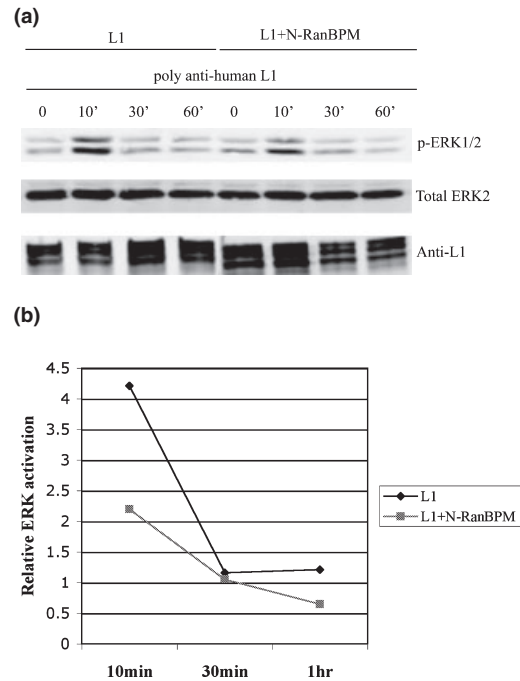 (a)
L1 L1+N-RanBPM
poly anti-human L1
0 10’ 30’ 60’ 0 10’ 30’ 60’
p-ERK1/2
Total ERK2
Anti-L1
(b)
Relative ERK activation
4.5
4
3.5
3
2.5
2
1.5
1
0.5
0
10min 30min 1hr
L1
L1+N-RanBPM